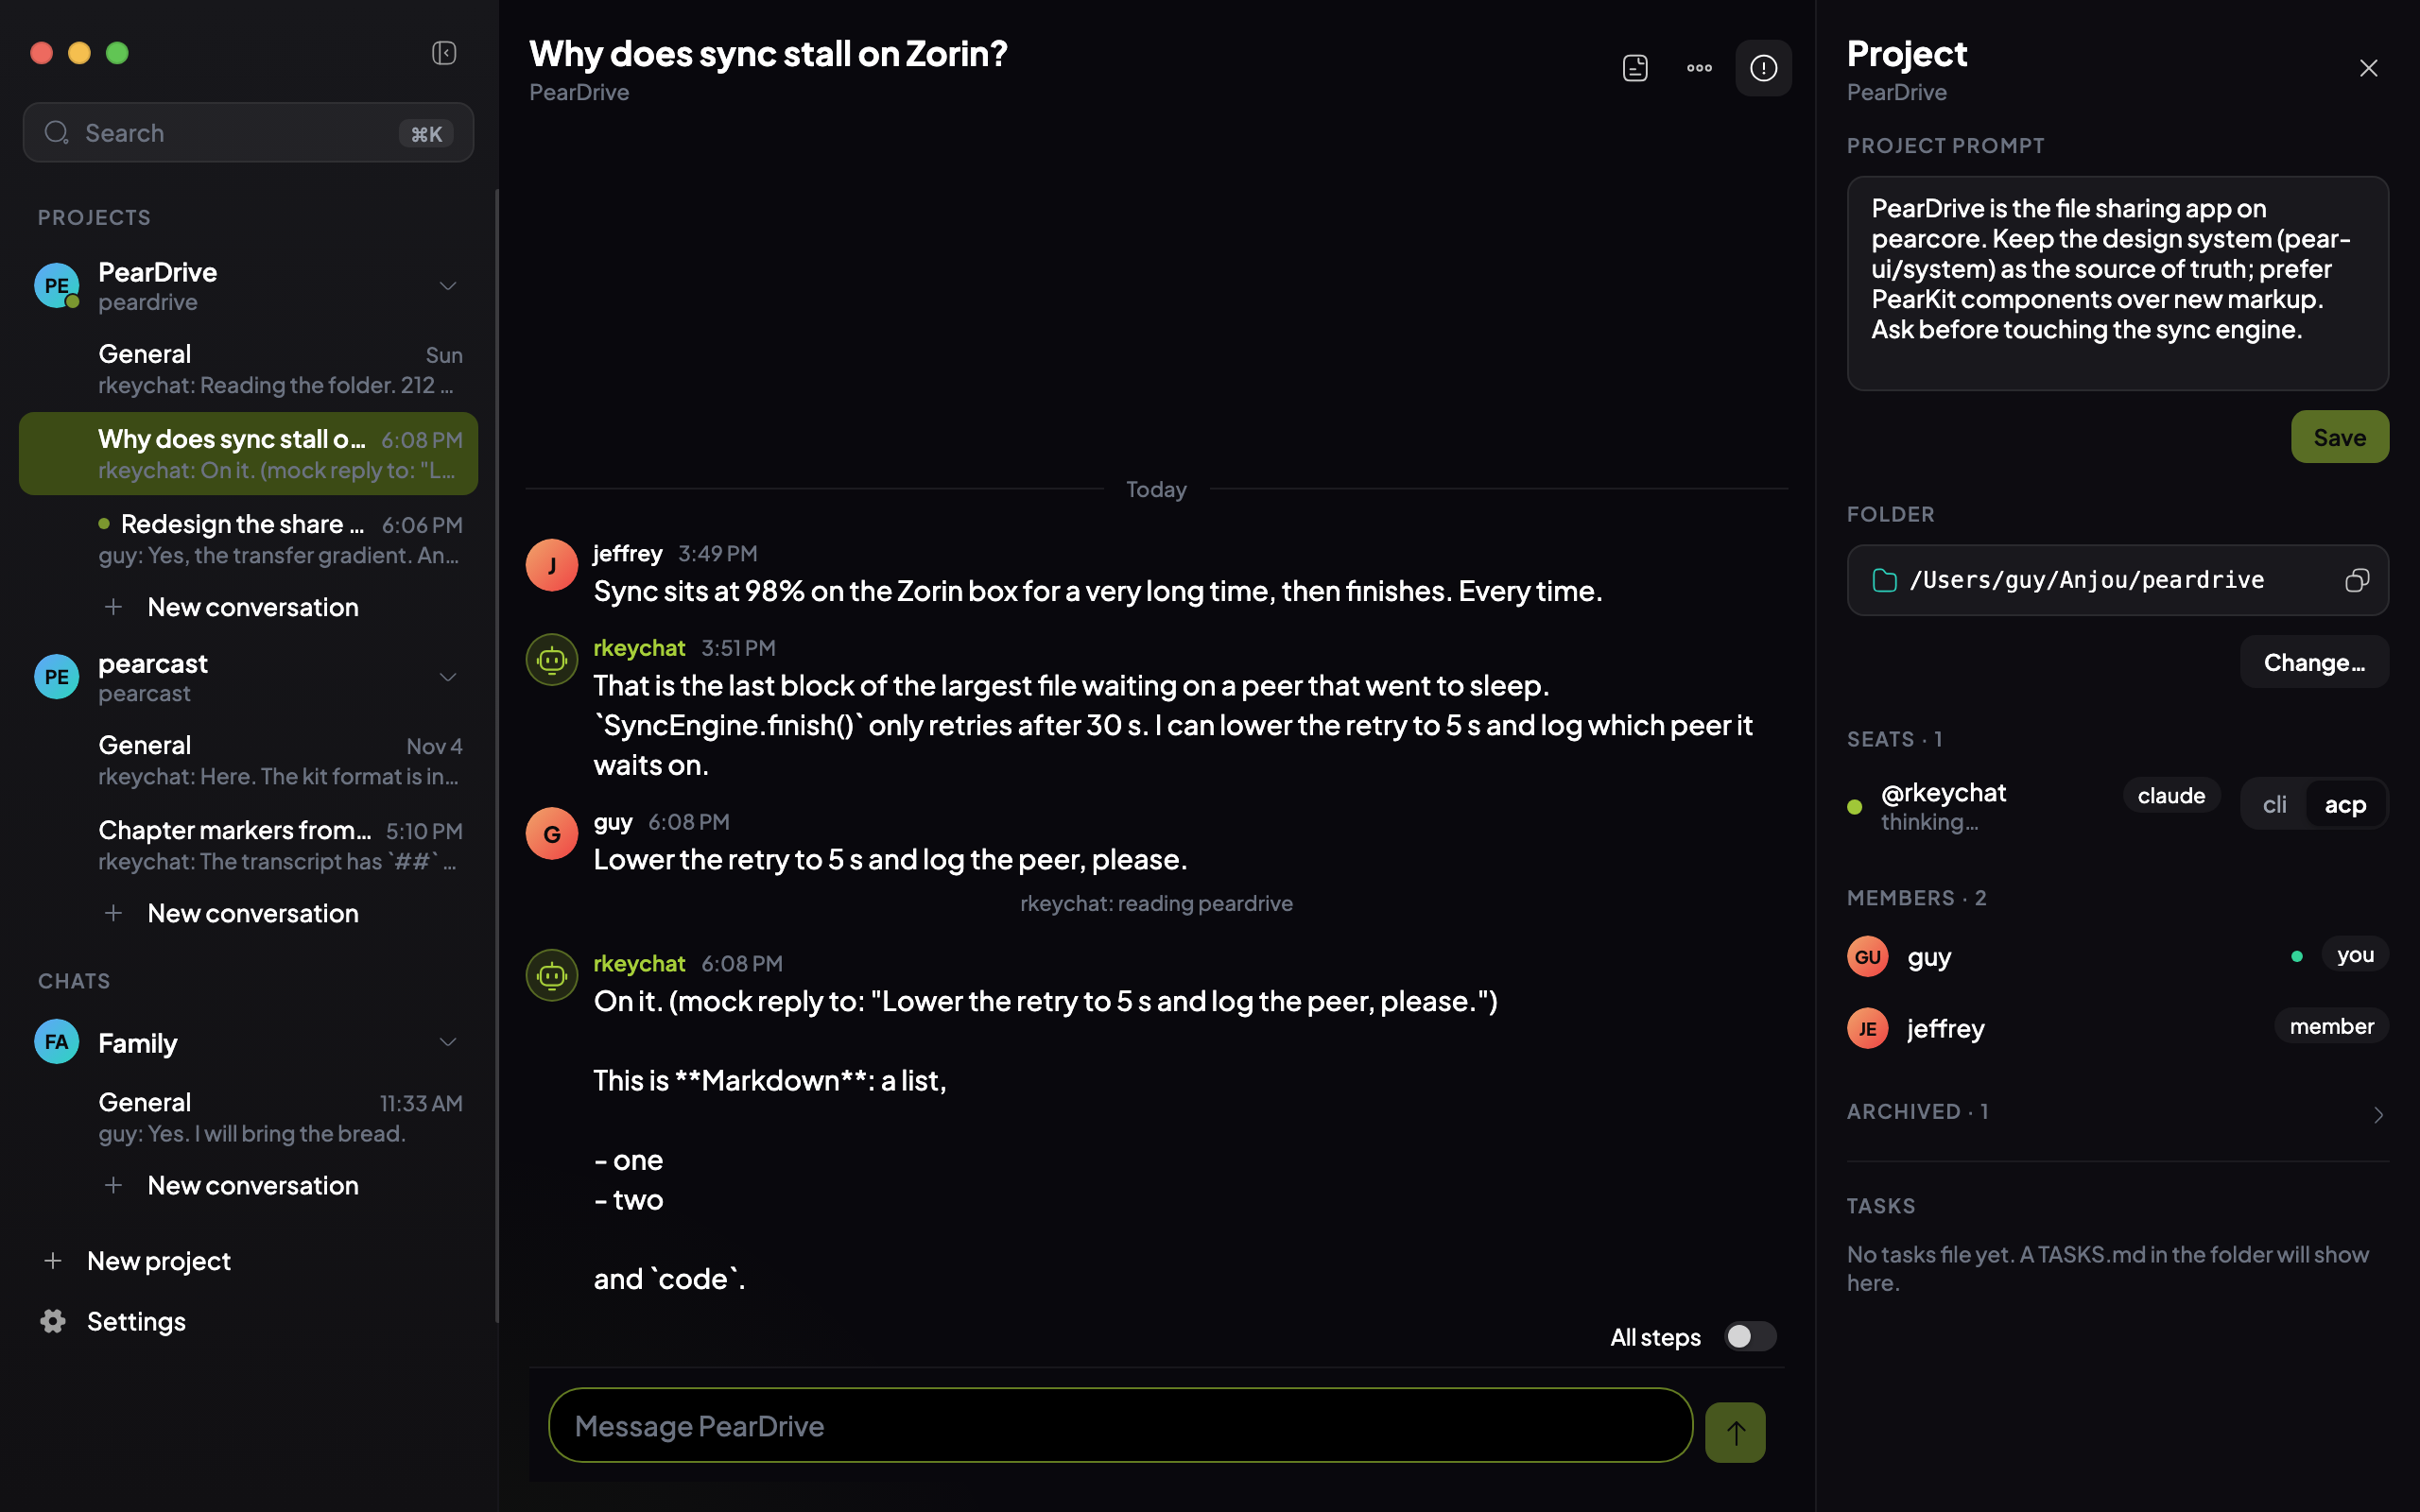 Search
⌘K
PROJECTS
PE
PearDrive
peardrive
General
Sun
rkeychat: Reading the folder. 212 ...
Why does sync stall o...
6:08 PM
rkeychat: On it. (mock reply to: "L...
Redesign the share ...
6:06 PM
guy: Yes, the transfer gradient. An...
+ New conversation
PE
pearcast
pearcast
General
Nov 4
rkeychat: Here. The kit format is in...
Chapter markers from...
5:10 PM
rkeychat: The transcript has `##` ...
+ New conversation
CHATS
FA
Family
General
11:33 AM
guy: Yes. I will bring the bread.
+ New conversation
+ New project
Settings
Why does sync stall on Zorin?
PearDrive
Today
J
jeffrey 3:49 PM
Sync sits at 98% on the Zorin box for a very long time, then finishes. Every time.
rkeychat 3:51 PM
That is the last block of the largest file waiting on a peer that went to sleep.
`SyncEngine.finish()` only retries after 30 s. I can lower the retry to 5 s and log which peer it
waits on.
G
guy 6:08 PM
Lower the retry to 5 s and log the peer, please.
rkeychat: reading peardrive
rkeychat 6:08 PM
On it. (mock reply to: "Lower the retry to 5 s and log the peer, please.")
This is **Markdown**: a list,
- one
- two
and `code`.
All steps
Message PearDrive
Project
PearDrive
PROJECT PROMPT
PearDrive is the file sharing app on
pearcore. Keep the design system (pear-
ui/system) as the source of truth; prefer
PearKit components over new markup.
Ask before touching the sync engine.
Save
FOLDER
/Users/guy/Anjou/peardrive
Change...
SEATS · 1
@rkeychat
thinking...
claude
cli
acp
MEMBERS · 2
GU
guy
you
JE
jeffrey
member
ARCHIVED · 1
TASKS
No tasks file yet. A TASKS.md in the folder will show
here.